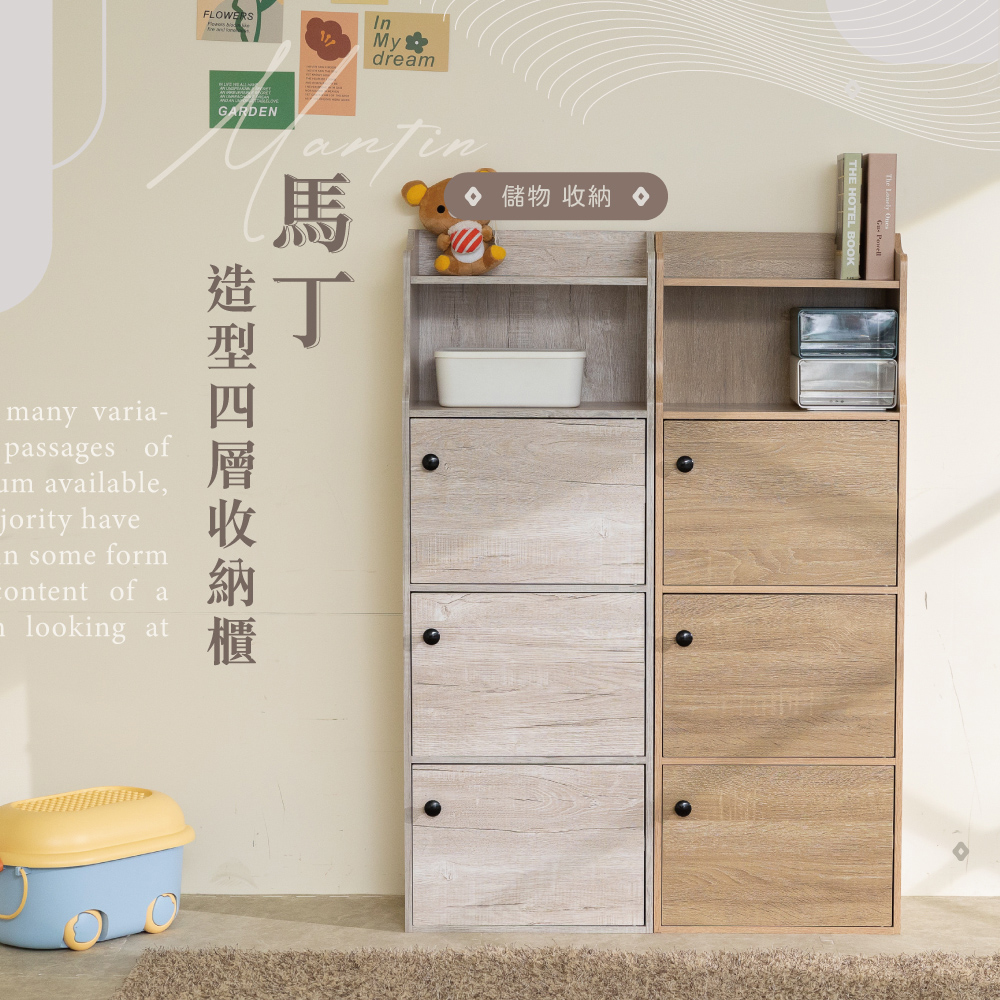 FLOWERS
In
My
dream
GARDEN
Martin
馬丁
造型四層收納櫃
儲物 收納
THE HOTEL BOOK
The Lonely Ones
Gus Powell
many varia-
passages of
um available,
jority have
n some form
content of a
n looking at